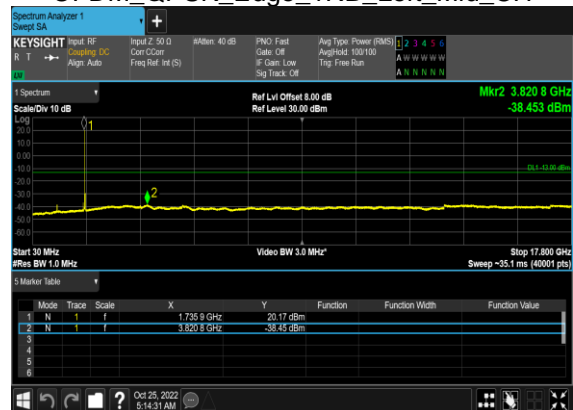 Spectrum Analyzer 1
Swept SA
+
KEYSIGHT
R T
LW
Input: RF
Coupling: DC
Align: Auto
Input Z: 50 Ω
Corr CCorr
Freq Ref: Int (S)
#Atten: 40 dB
PNO: Fast
Gate: Off
IF Gain: Low
Sig Track: Off
Avg Type: Power (RMS)
Avg|Hold: 100/100
Trig: Free Run
1 2 3 4 5 6
A W W W W W
A N N N N N
1 Spectrum
Scale/Div 10 dB
Ref Lvl Offset 8.00 dB
Ref Level 30.00 dBm
Mkr2 3.820 8 GHz
-38.453 dBm
Log
20.0
10.0
0.00
-10.0
-20.0
-30.0
-40.0
-50.0
-60.0
1
2
DL1 -13.00 dBm
Start 30 MHz
#Res BW 1.0 MHz
Video BW 3.0 MHz*
Stop 17.800 GHz
Sweep ~35.1 ms (40001 pts)
5 Marker Table
Mode Trace Scale X Y Function Function Width Function Value
1 N 1 f 1.735 9 GHz 20.17 dBm
2 N 1 f 3.820 8 GHz -38.45 dBm
3
4
5
6
?
Oct 25, 2022
5:14:31 AM